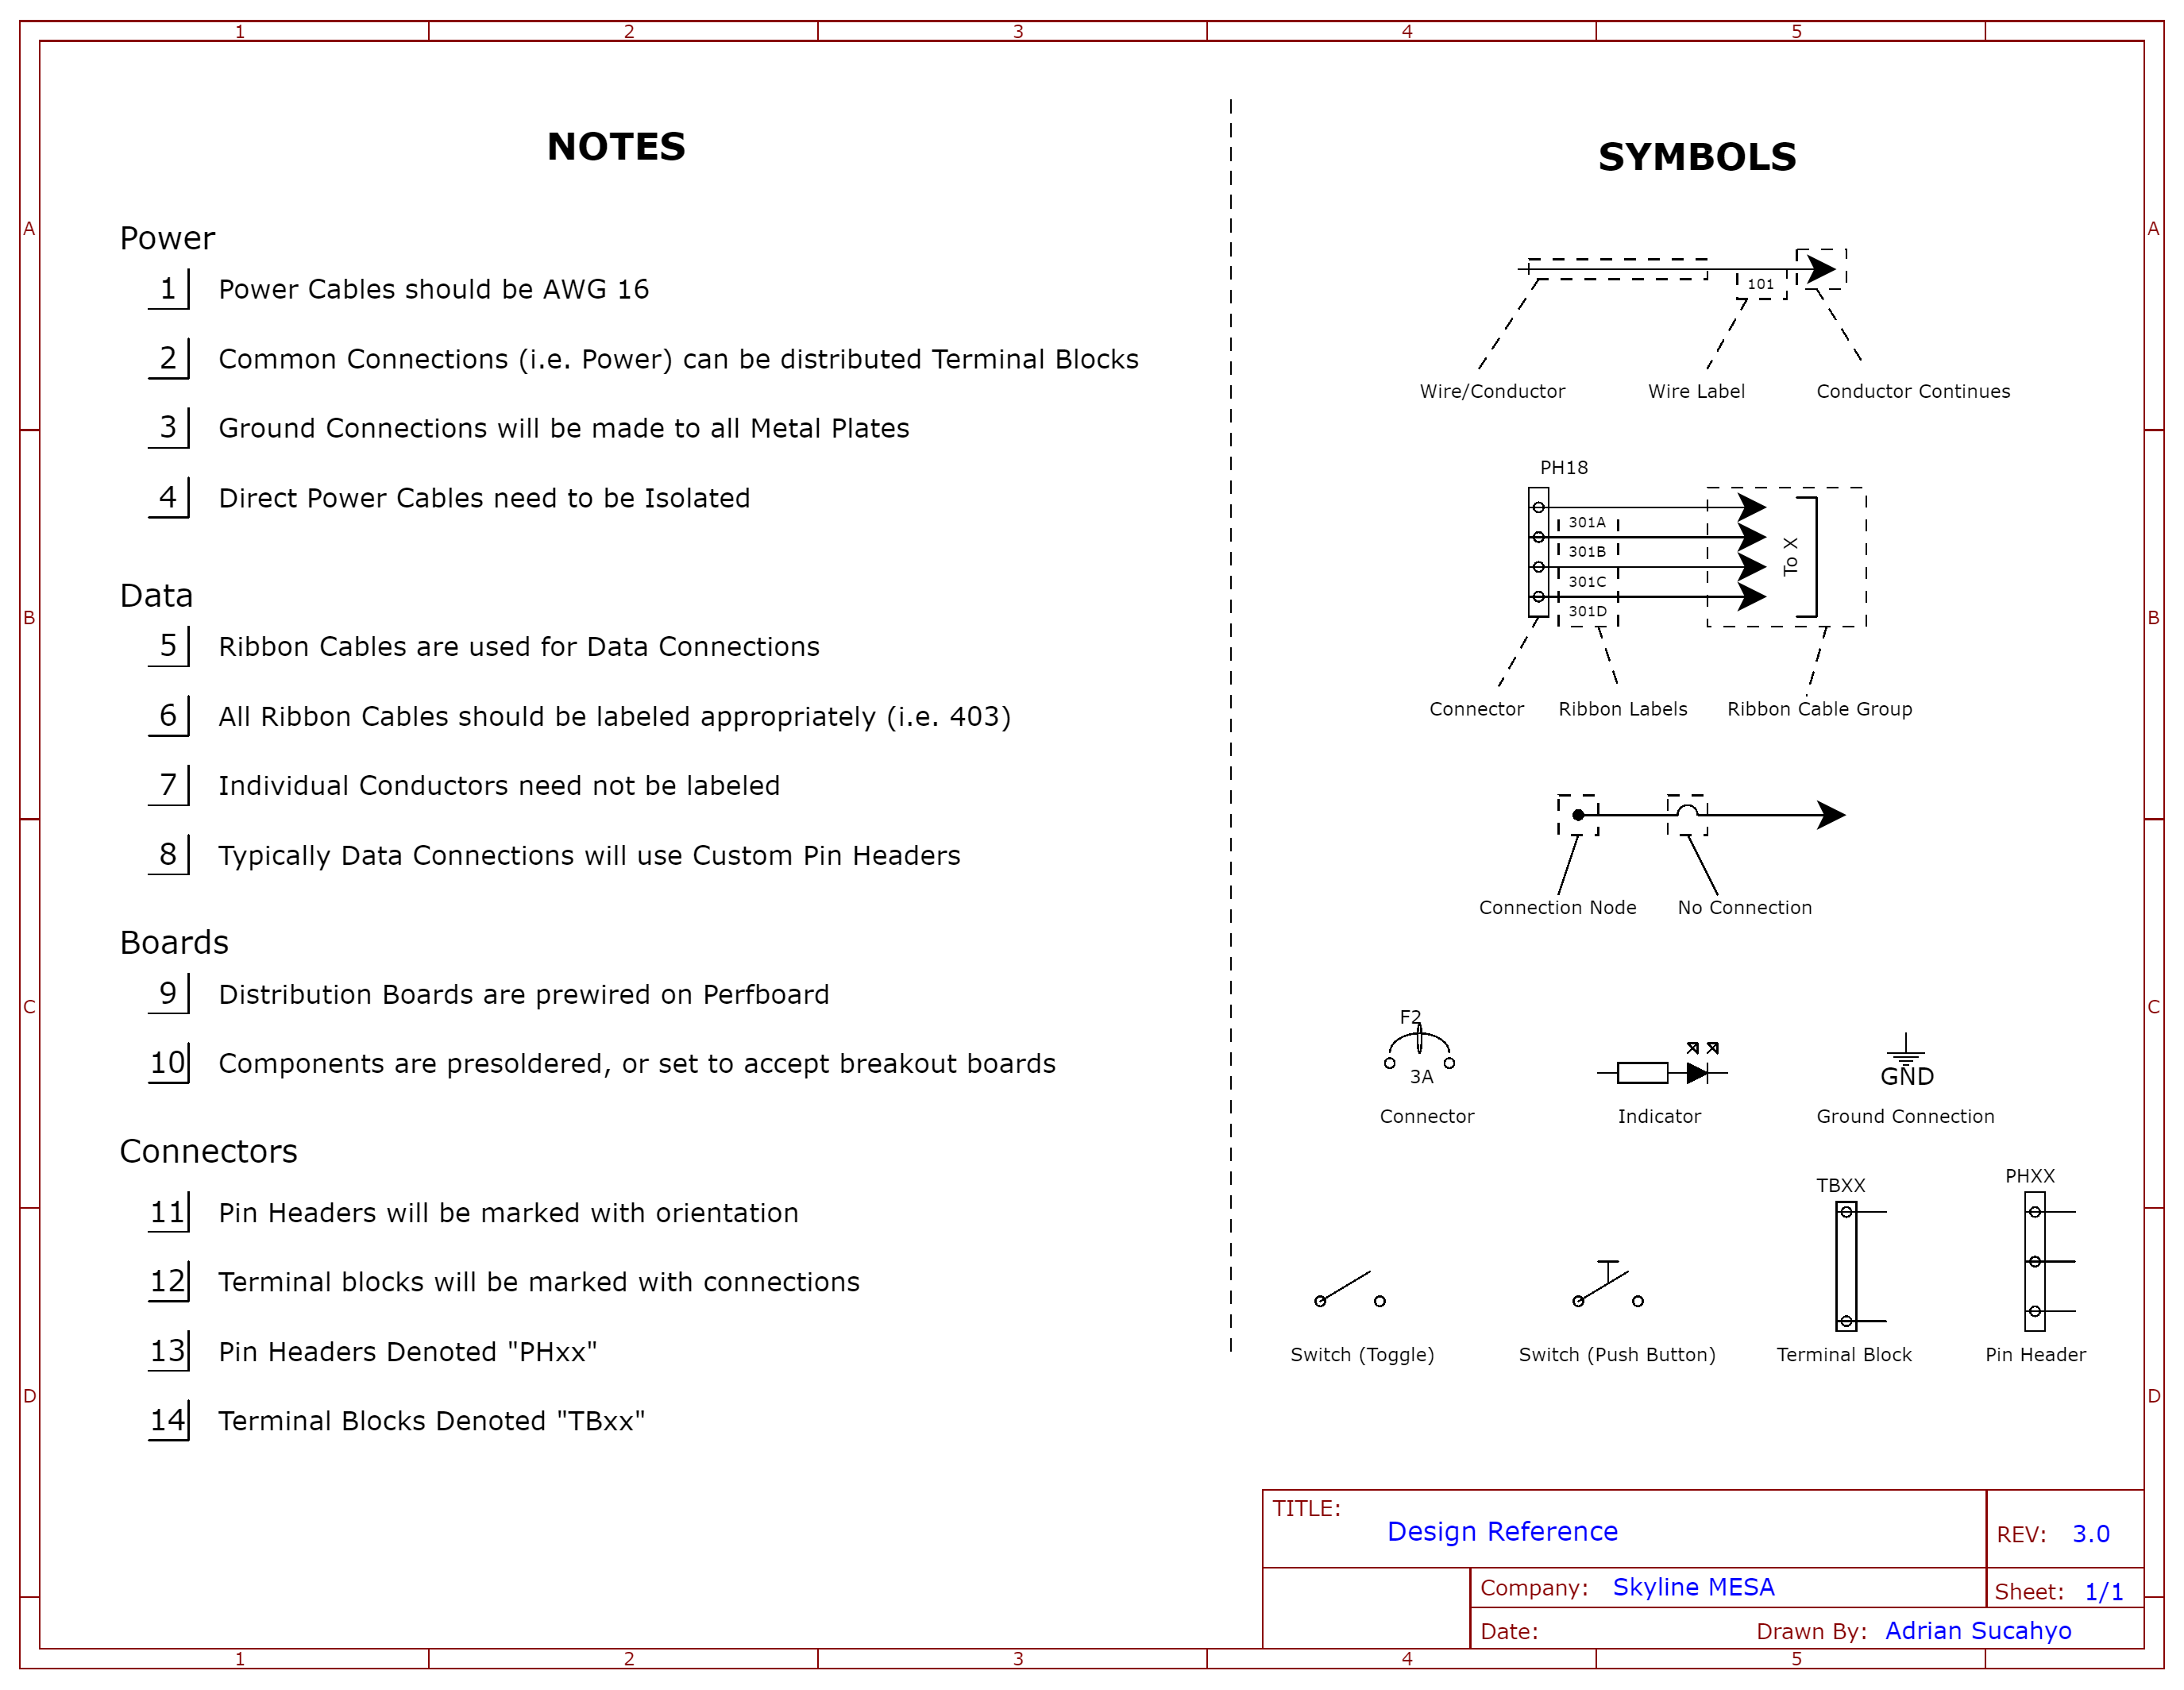 1 2 3 4 5
A A
B B
C C
D D
NOTES
Power
1 Power Cables should be AWG 16
2 Common Connections (i.e. Power) can be distributed Terminal Blocks
3 Ground Connections will be made to all Metal Plates
4 Direct Power Cables need to be Isolated
Data
5 Ribbon Cables are used for Data Connections
6 All Ribbon Cables should be labeled appropriately (i.e. 403)
7 Individual Conductors need not be labeled
8 Typically Data Connections will use Custom Pin Headers
Boards
9 Distribution Boards are prewired on Perfboard
10 Components are presoldered, or set to accept breakout boards
Connectors
11 Pin Headers will be marked with orientation
12 Terminal blocks will be marked with connections
13 Pin Headers Denoted "PHxx"
14 Terminal Blocks Denoted "TBxx"
SYMBOLS
101
Wire/Conductor Wire Label Conductor Continues
PH18
301A
301B
301C
301D
To X
Connector Ribbon Labels Ribbon Cable Group
Connection Node No Connection
F2
3A
GND
Connector Indicator Ground Connection
TBXX PHXX
Switch (Toggle) Switch (Push Button) Terminal Block Pin Header
TITLE:
Design Reference
REV: 3.0
Company: Skyline MESA
Sheet: 1/1
Date: Drawn By: Adrian Sucahyo
1 2 3 4 5